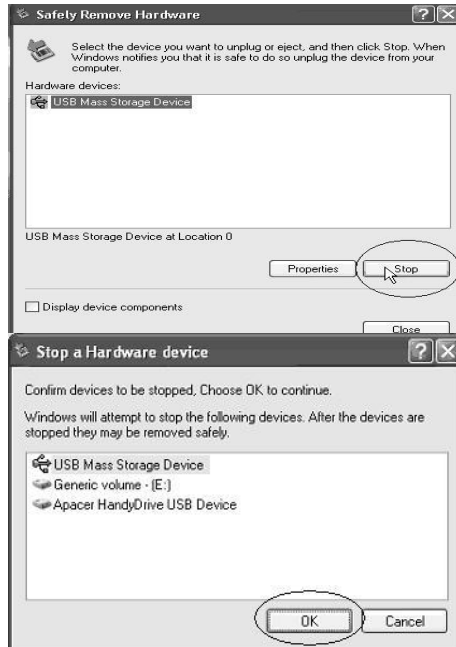 Safely Remove Hardware
Select the device you want to unplug or eject, and then click Stop. When
Windows notifies you that it is safe to do so unplug the device from your
computer.
Hardware devices:
USB Mass Storage Device
USB Mass Storage Device at Location 0
Properties
Stop
Display device components
Close
Stop a Hardware device
Confirm devices to be stopped, Choose OK to continue.
Windows will attempt to stop the following devices. After the devices are
stopped they may be removed safely.
USB Mass Storage Device
Generic volume - (E:)
Apacer HandyDrive USB Device
OK
Cancel